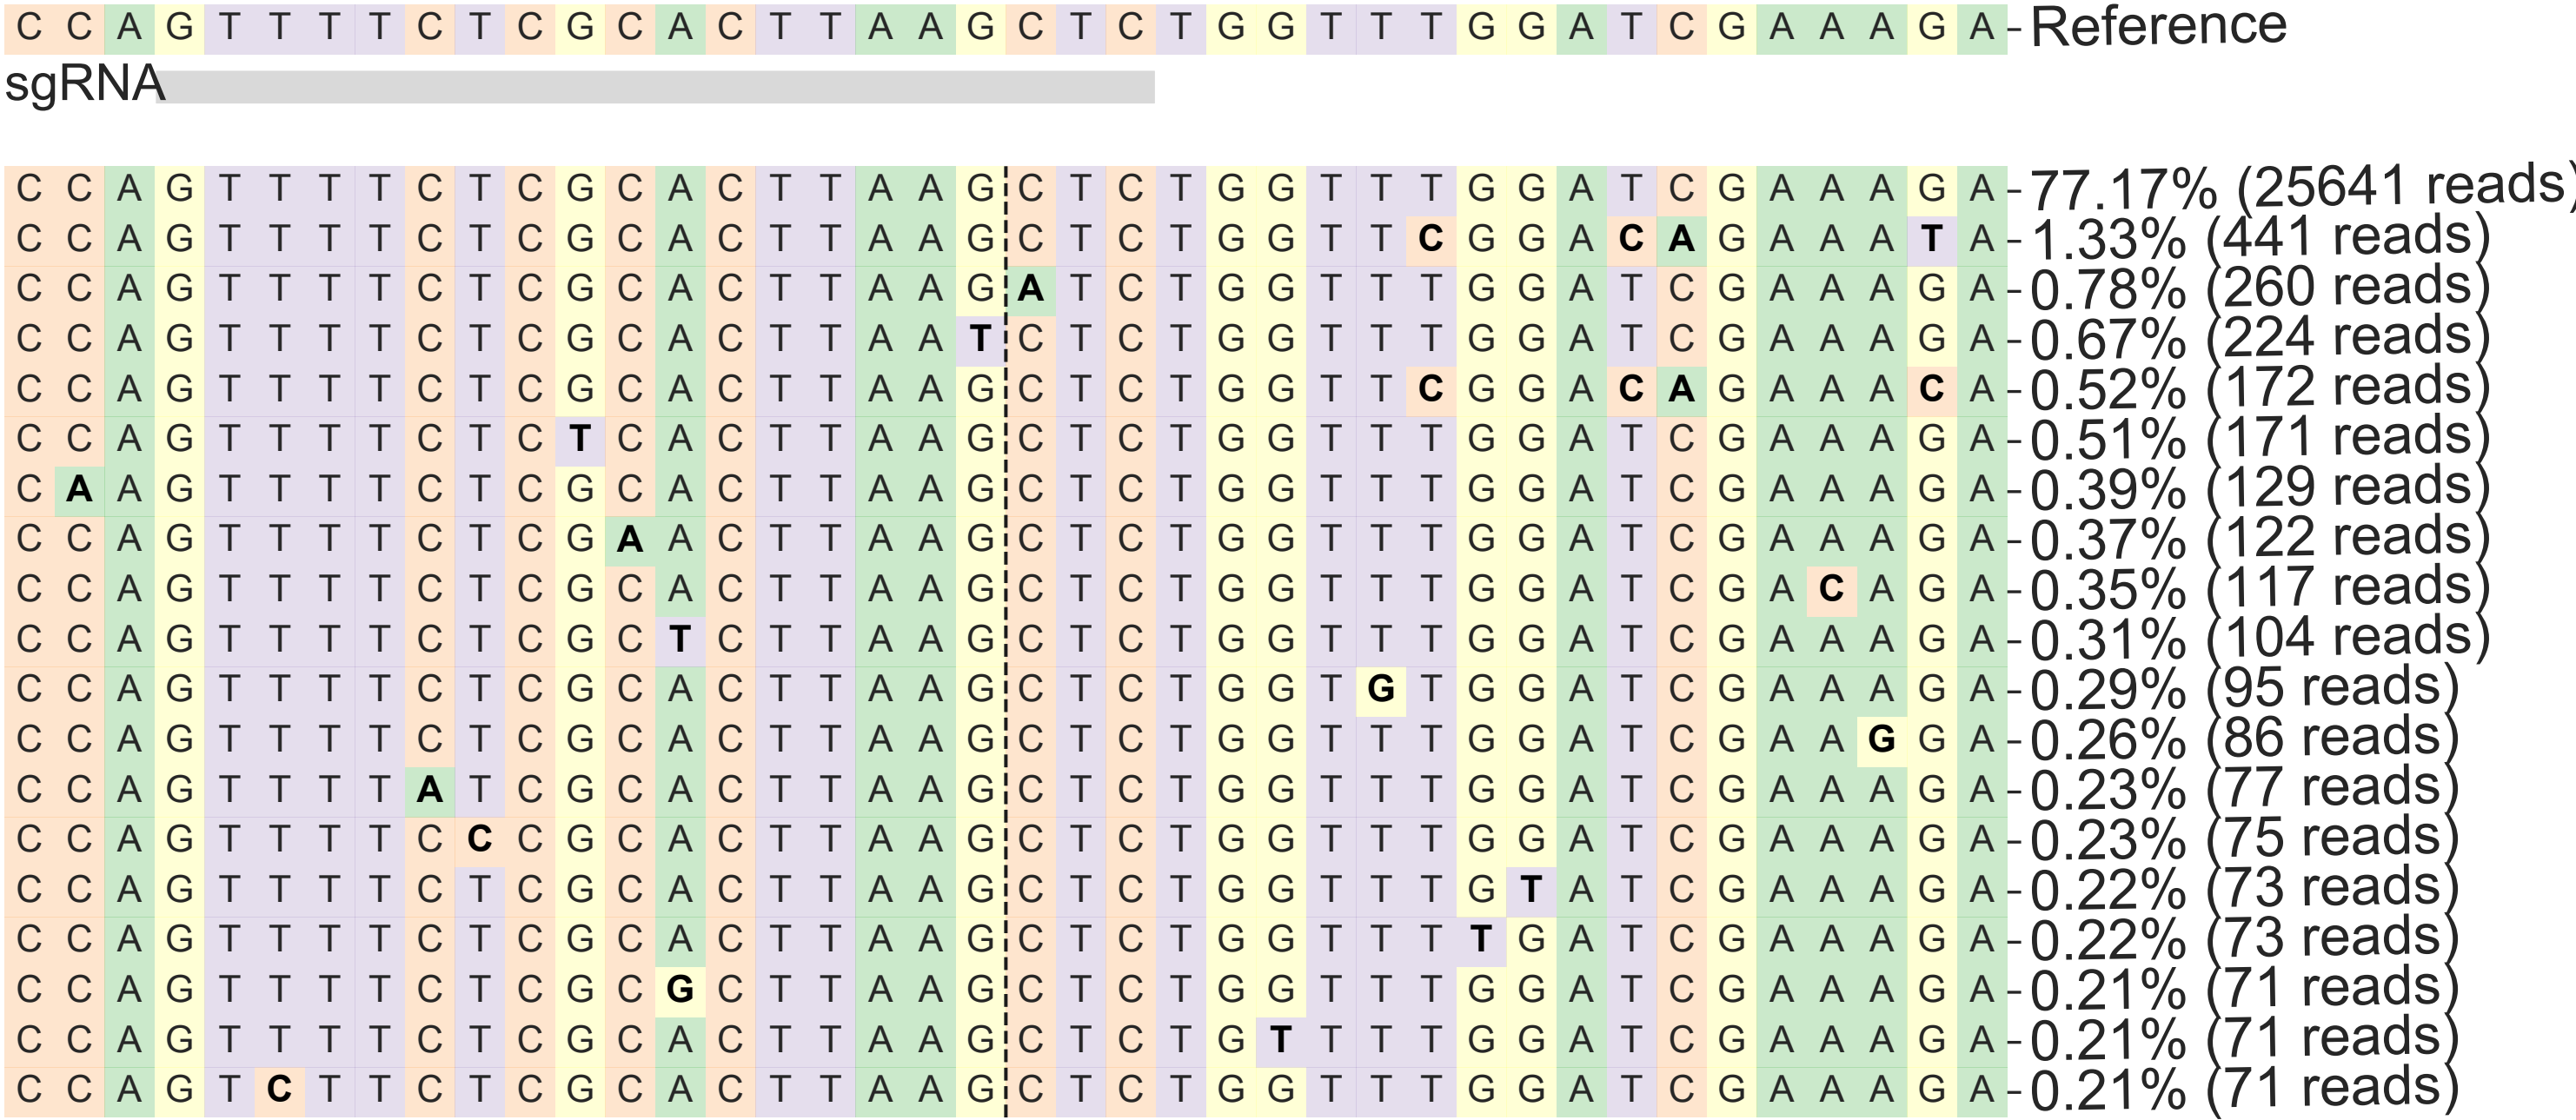 C C A G T T T T C T C G C A C T T A A G C T C T G G T T T G G A T C G A A A G A - Reference
sgRNA
C C A G T T T T C T C G C A C T T A A G C T C T G G T T T G G A T C G A A A G A - 77.17% (25641 reads)
C C A G T T T T C T C G C A C T T A A G C T C T G G T T C G G A C A G A A A T A - 1.33% (441 reads)
C C A G T T T T C T C G C A C T T A A G A T C T G G T T T G G A T C G A A A G A - 0.78% (260 reads)
C C A G T T T T C T C G C A C T T A A T C T C T G G T T T G G A T C G A A A G A - 0.67% (224 reads)
C C A G T T T T C T C G C A C T T A A G C T C T G G T T C G G A C A G A A A C A - 0.52% (172 reads)
C C A G T T T T C T C T C A C T T A A G C T C T G G T T T G G A T C G A A A G A - 0.51% (171 reads)
C A A G T T T T C T C G C A C T T A A G C T C T G G T T T G G A T C G A A A G A - 0.39% (129 reads)
C C A G T T T T C T C G A A C T T A A G C T C T G G T T T G G A T C G A A A G A - 0.37% (122 reads)
C C A G T T T T C T C G C A C T T A A G C T C T G G T T T G G A T C G A C A G A - 0.35% (117 reads)
C C A G T T T T C T C G C T C T T A A G C T C T G G T T T G G A T C G A A A G A - 0.31% (104 reads)
C C A G T T T T C T C G C A C T T A A G C T C T G G T G T G G A T C G A A A G A - 0.29% (95 reads)
C C A G T T T T C T C G C A C T T A A G C T C T G G T T T G G A T C G A A G G A - 0.26% (86 reads)
C C A G T T T T A T C G C A C T T A A G C T C T G G T T T G G A T C G A A A G A - 0.23% (77 reads)
C C A G T T T T C C C G C A C T T A A G C T C T G G T T T G G A T C G A A A G A - 0.23% (75 reads)
C C A G T T T T C T C G C A C T T A A G C T C T G G T T T G T A T C G A A A G A - 0.22% (73 reads)
C C A G T T T T C T C G C A C T T A A G C T C T G G T T T T G A T C G A A A G A - 0.22% (73 reads)
C C A G T T T T C T C G C G C T T A A G C T C T G G T T T G G A T C G A A A G A - 0.21% (71 reads)
C C A G T T T T C T C G C A C T T A A G C T C T G T T T T G G A T C G A A A G A - 0.21% (71 reads)
C C A G T C T T C T C G C A C T T A A G C T C T G G T T T G G A T C G A A A G A - 0.21% (71 reads)